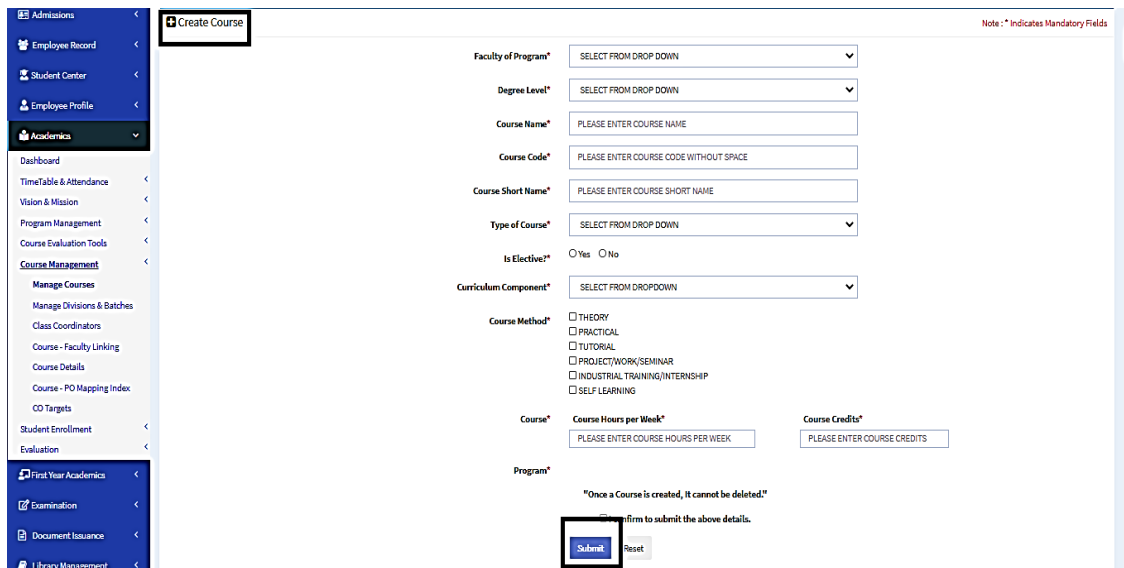 Admissions
Employee Record
Student Center
Employee Profile
Academics
Dashboard
TimeTable & Attendance
Vision & Mission
Program Management
Course Evaluation Tools
Course Management
Manage Courses
Manage Divisions & Batches
Class Coordinators
Course - Faculty Linking
Course Details
Course - PO Mapping Index
CO Targets
Student Enrollment
Evaluation
First Year Academics
Examination
Document Issuance
Library Management
Create Course
Note : * Indicates Mandatory Fields
Faculty of Program* SELECT FROM DROP DOWN
Degree Level* SELECT FROM DROP DOWN
Course Name* PLEASE ENTER COURSE NAME
Course Code* PLEASE ENTER COURSE CODE WITHOUT SPACE
Course Short Name* PLEASE ENTER COURSE SHORT NAME
Type of Course* SELECT FROM DROP DOWN
Is Elective?* Yes No
Curriculum Component* SELECT FROM DROPDOWN
Course Method* THEORY
PRACTICAL
TUTORIAL
PROJECT/WORK/SEMINAR
INDUSTRIAL TRAINING/INTERNSHIP
SELF LEARNING
Course* Course Hours per Week* Course Credits*
PLEASE ENTER COURSE HOURS PER WEEK PLEASE ENTER COURSE CREDITS
Program*
"Once a Course is created, It cannot be deleted."
I confirm to submit the above details.
Submit Reset